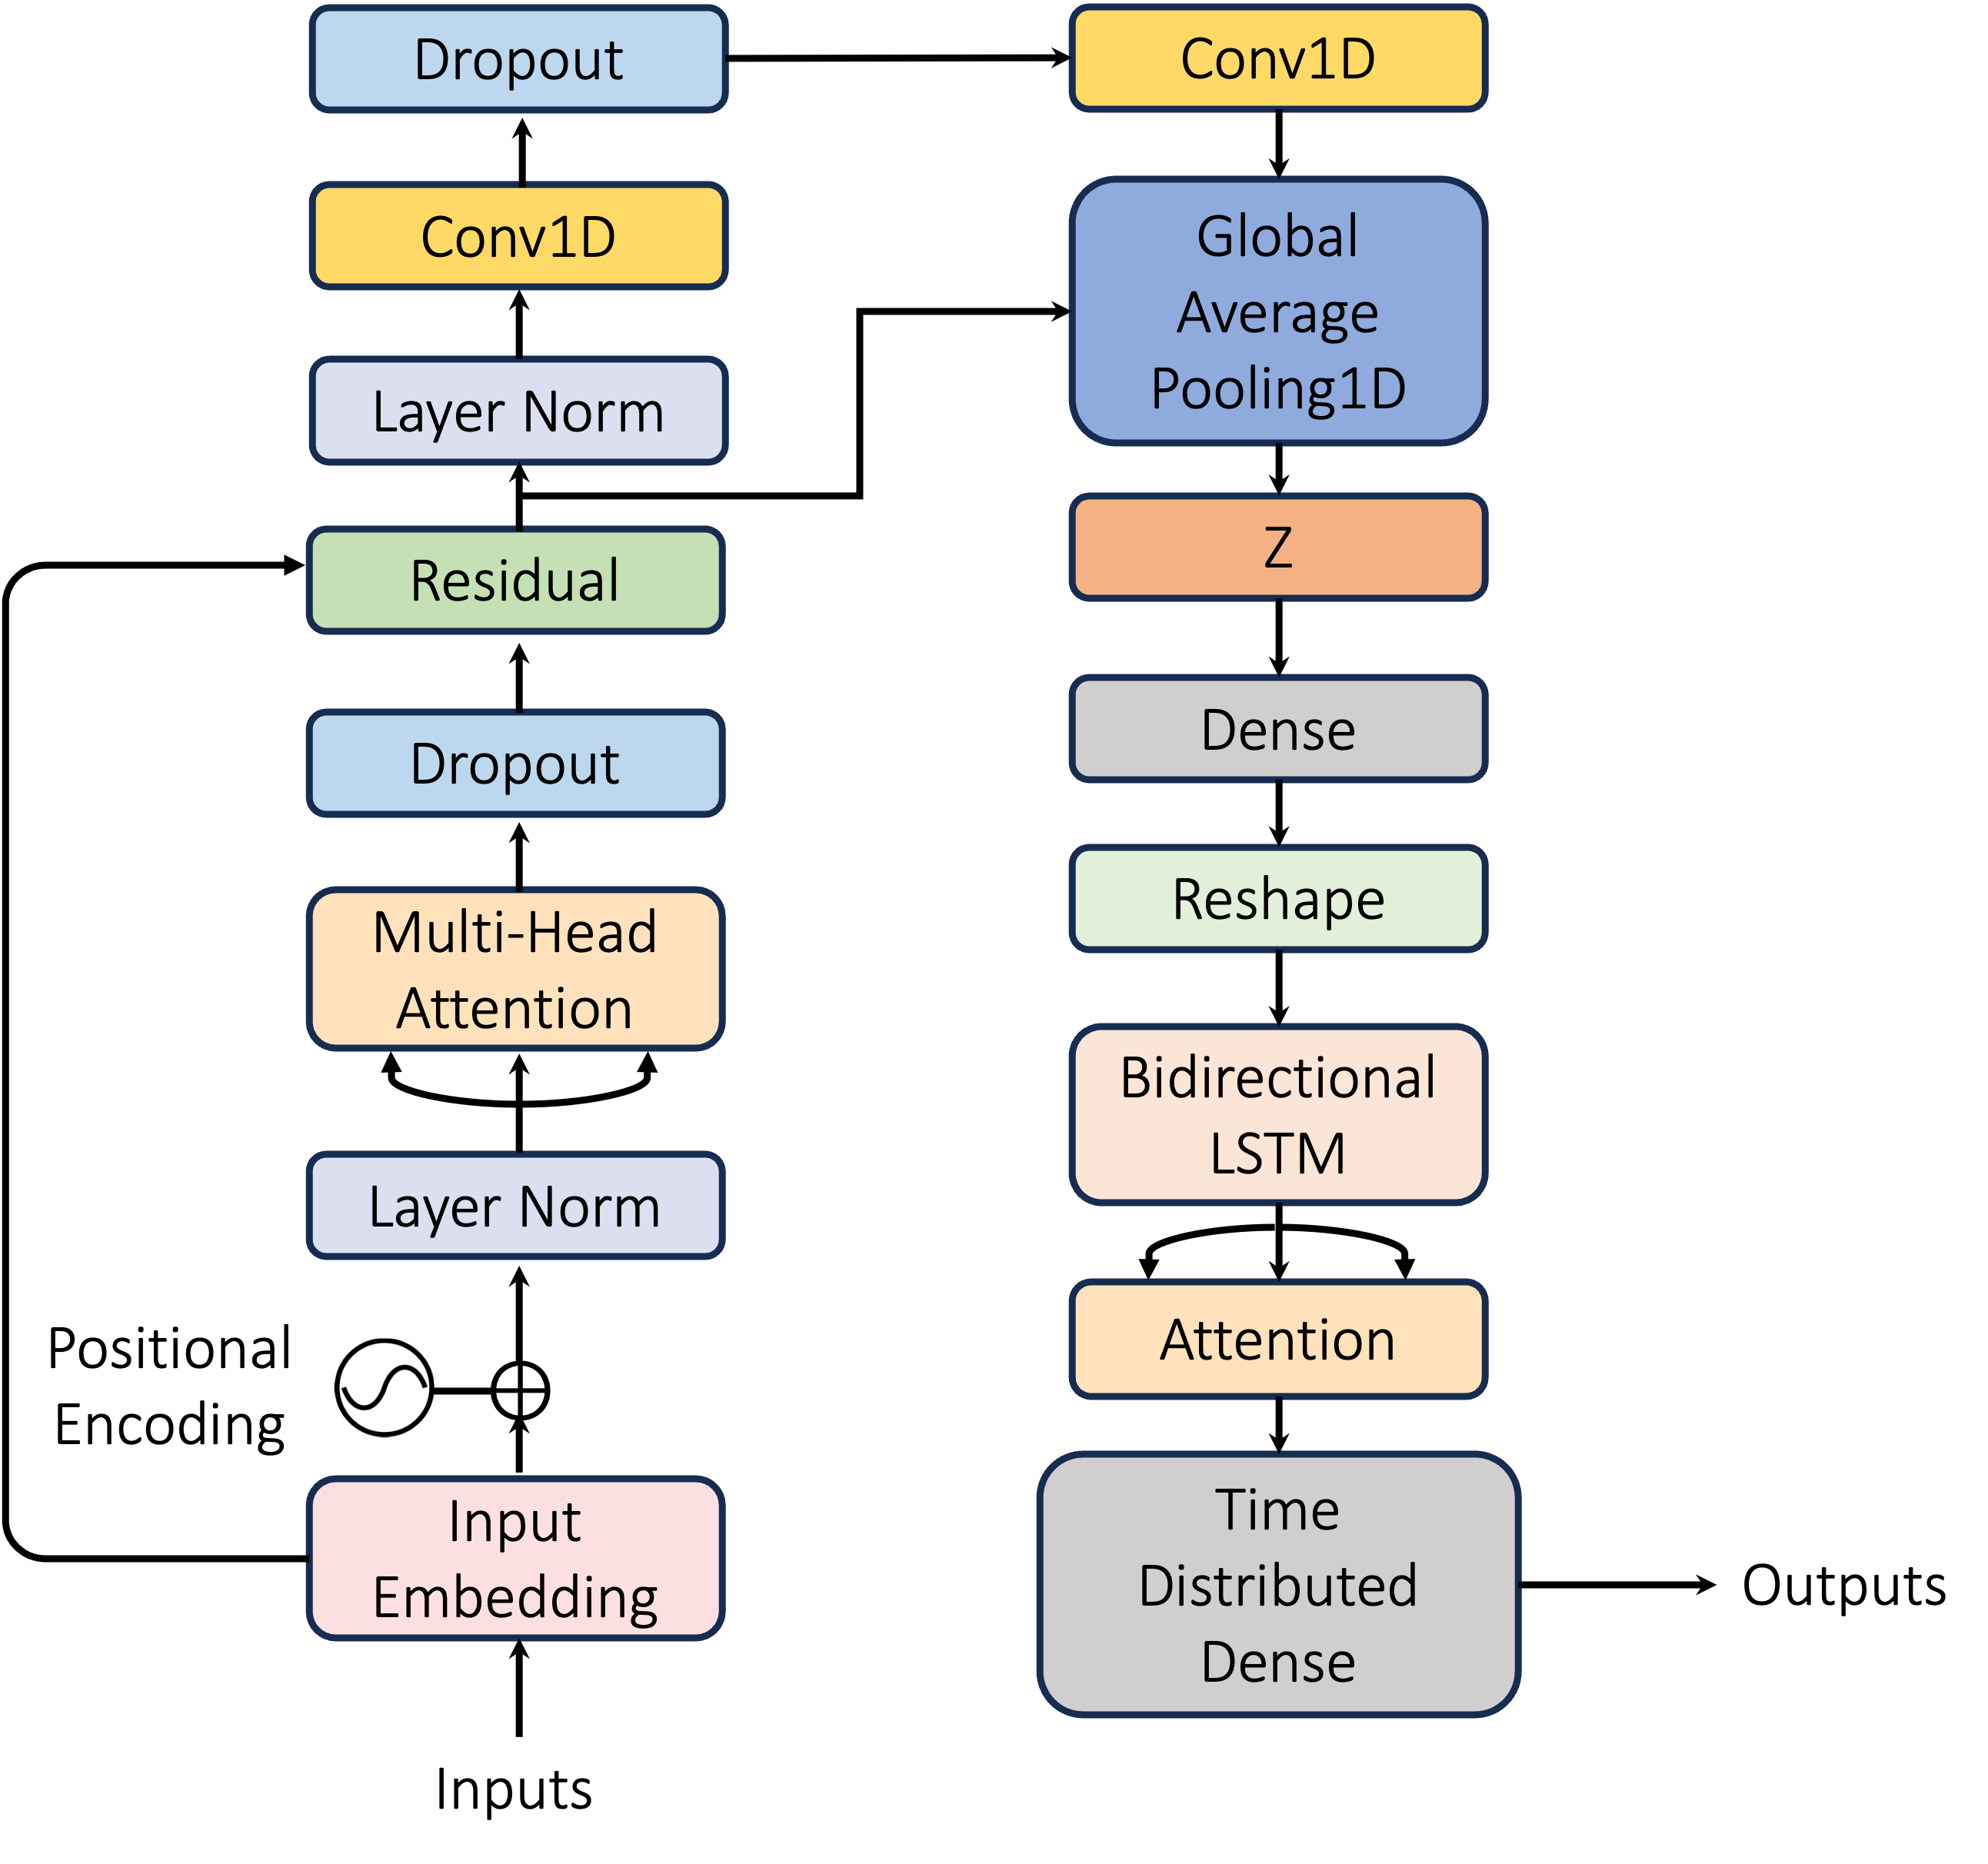 Dropout
Conv1D
Layer Norm
Residual
Dropout
Multi-Head
Attention
Layer Norm
Positional
Encoding
Input
Embedding
Inputs
Conv1D
Global
Average
Pooling1D
Z
Dense
Reshape
Bidirectional
LSTM
Attention
Time
Distributed
Dense
Outputs